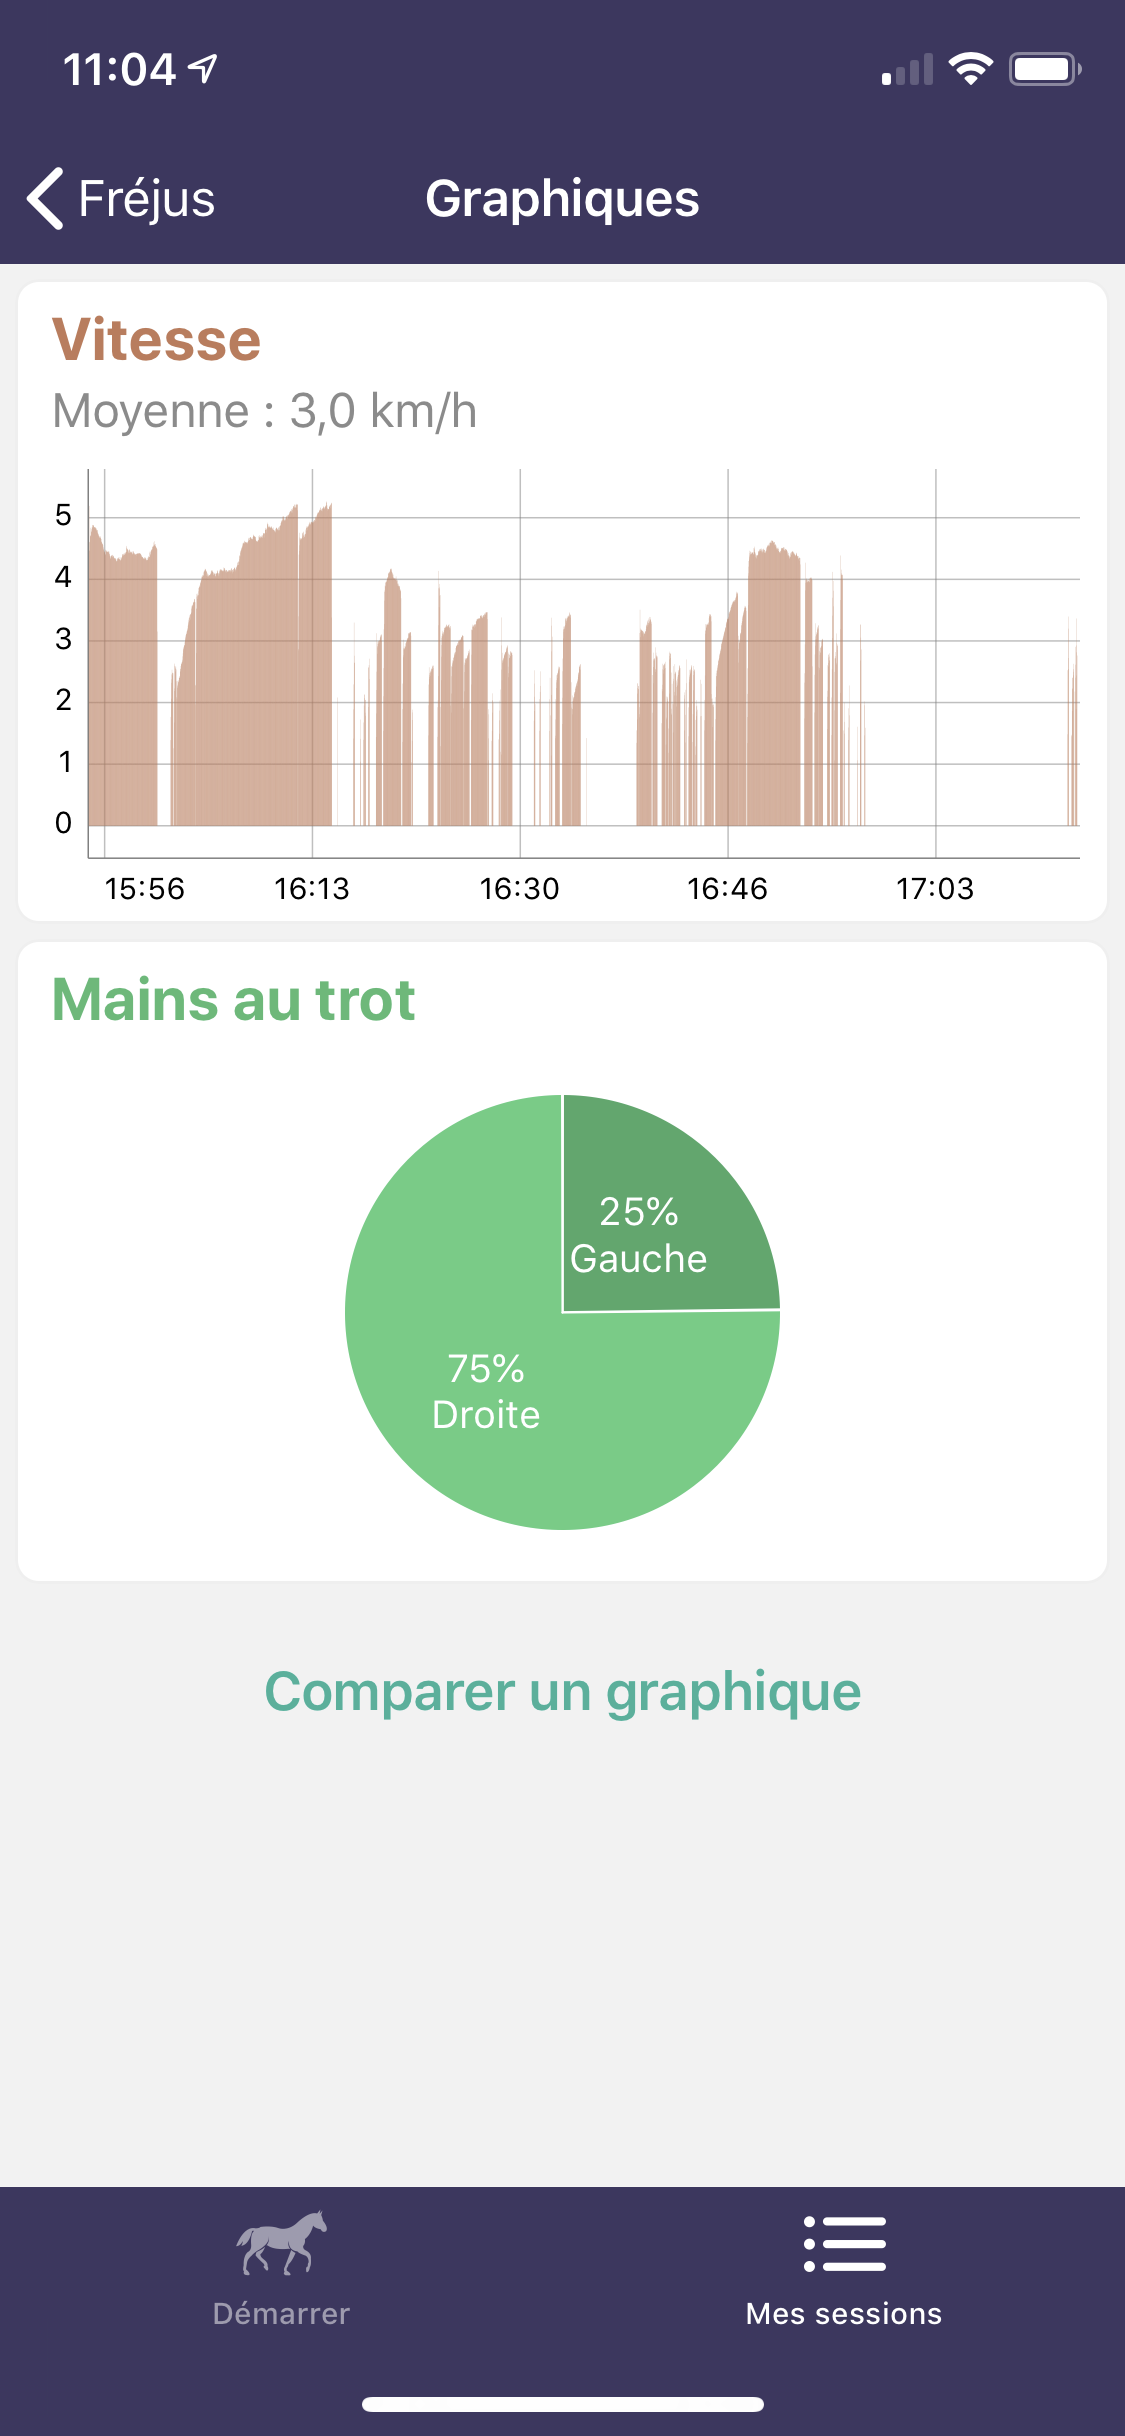 11:04
Fréjus
Graphiques
Vitesse
Moyenne : 3,0 km/h
5
4
3
2
1
0
15:56 16:13 16:30 16:46 17:03
Mains au trot
25%
Gauche
75%
Droite
Comparer un graphique
Démarrer
Mes sessions